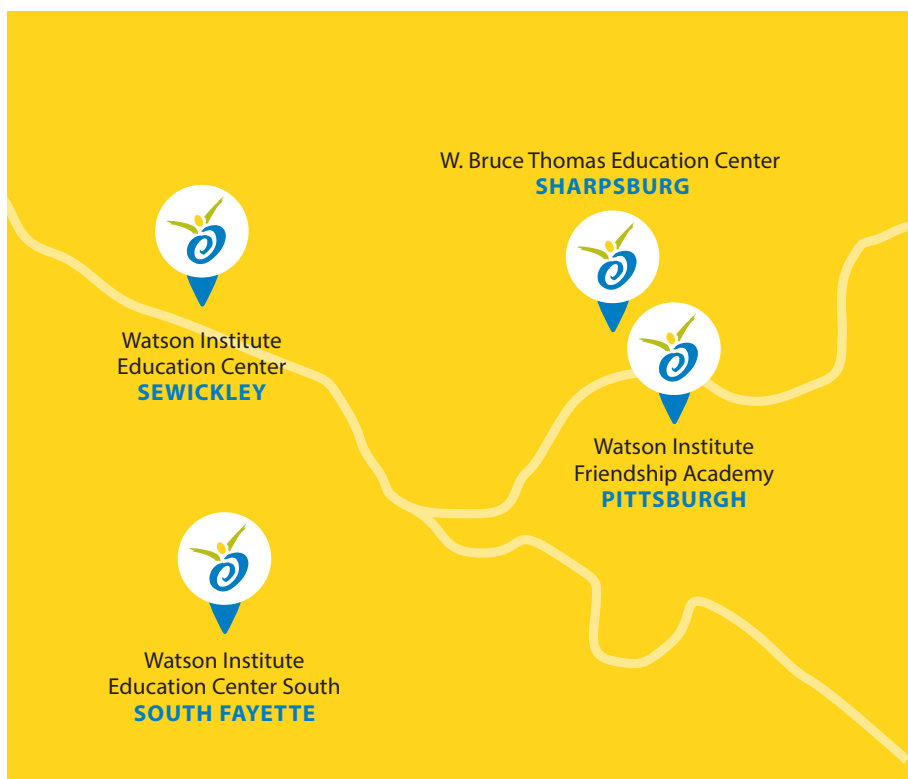 W. Bruce Thomas Education Center
SHARPSBURG
Watson Institute
Education Center
SEWICKLEY
Watson Institute
Friendship Academy
PITTSBURGH
Watson Institute
Education Center South
SOUTH FAYETTE